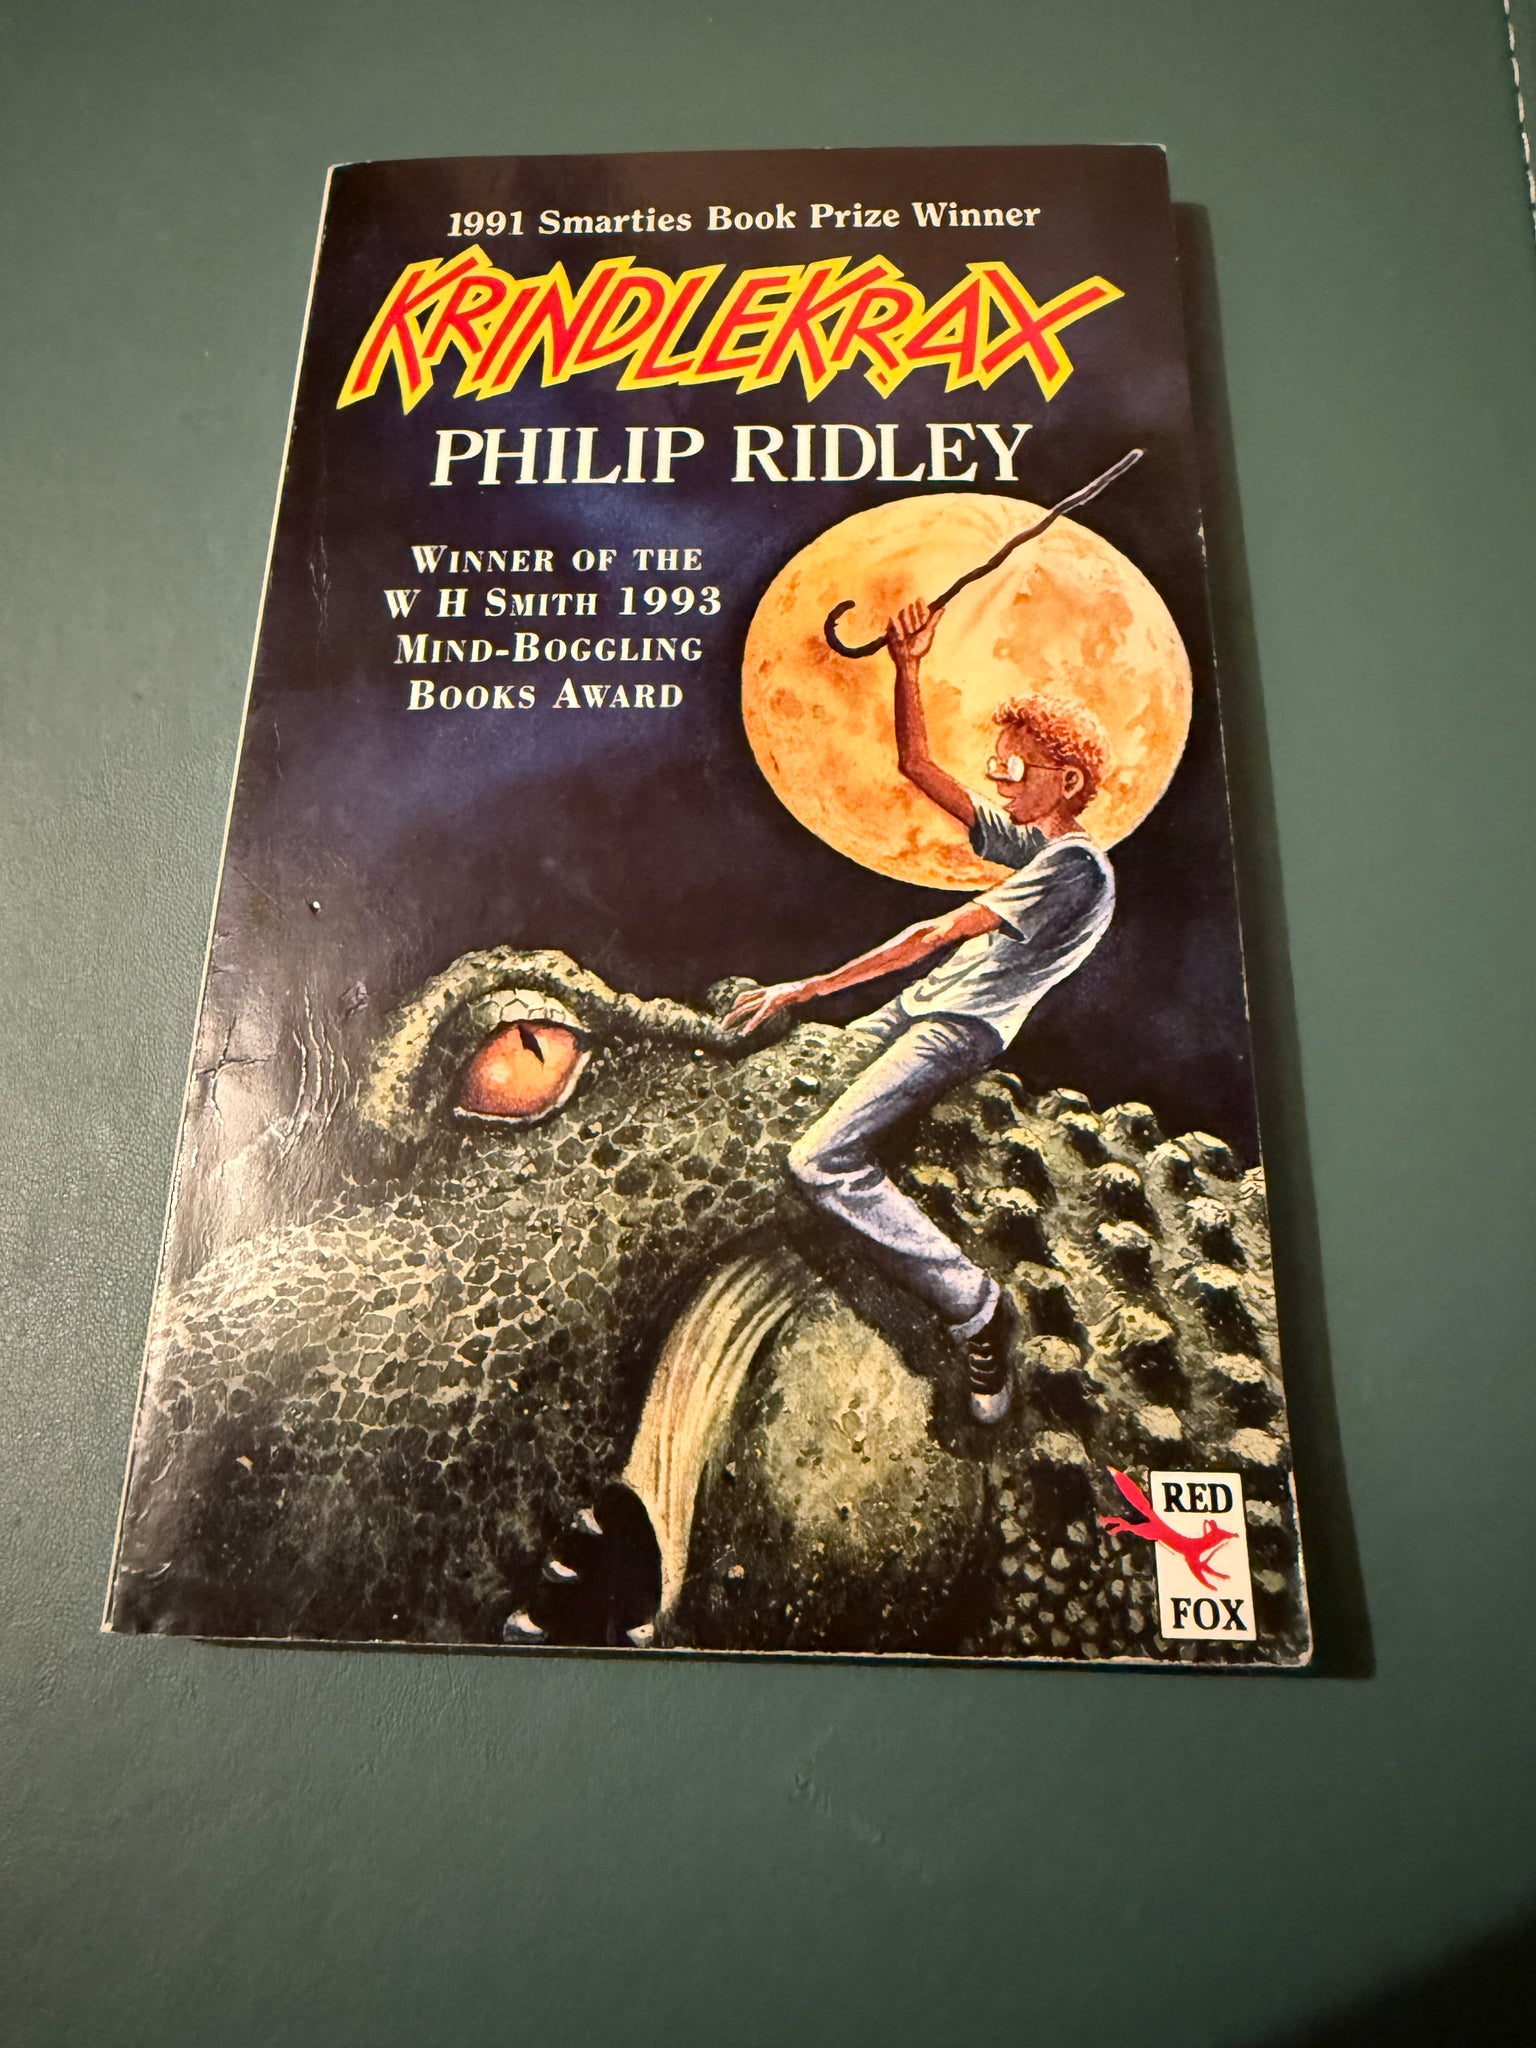 1991 Smarties Book Prize Winner
KRINDLEKRAX
PHILIP RIDLEY
WINNER OF THE
W H SMITH 1993
MIND-BOGGLING
BOOKS AWARD
RED
FOX